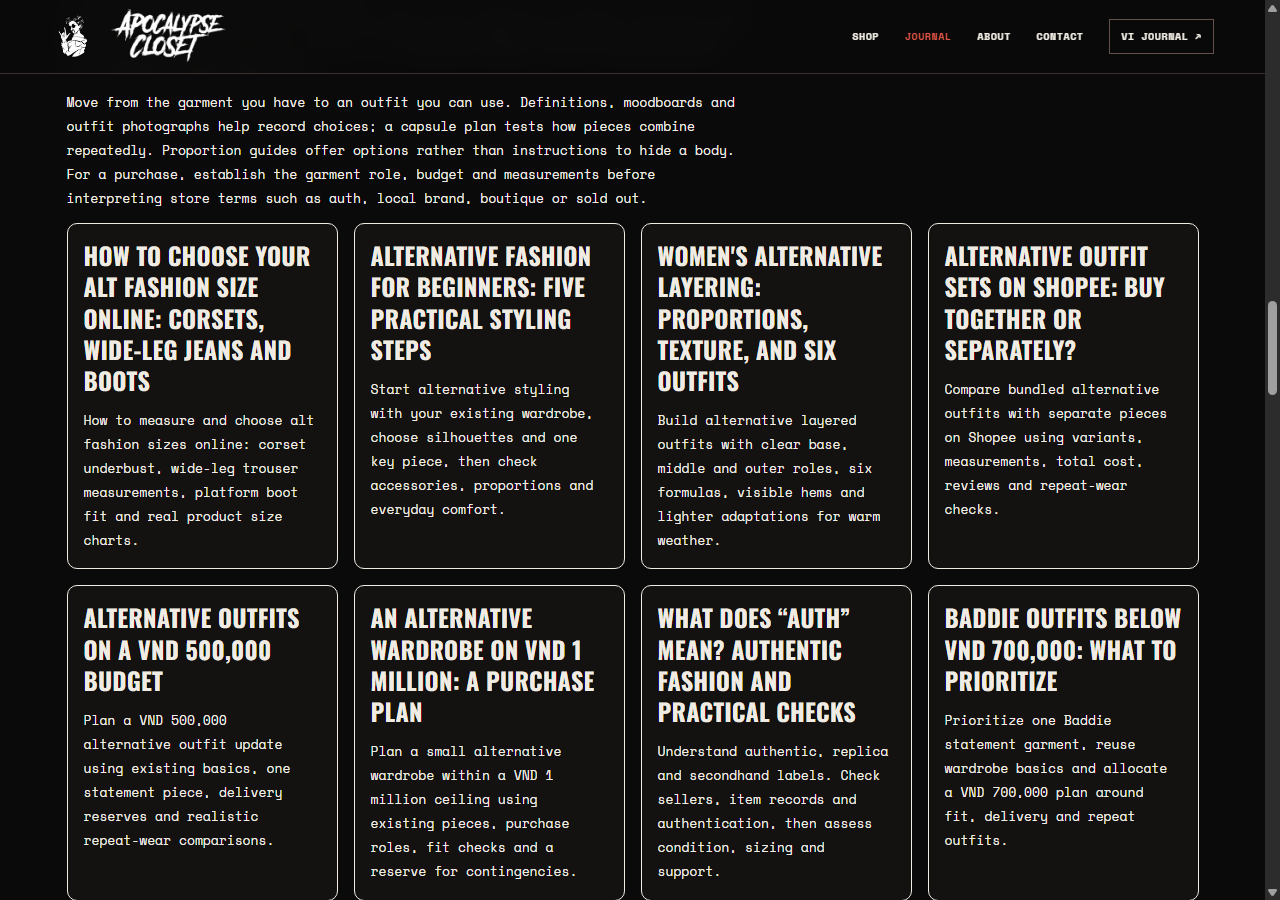 APOCALYPSE
CLOSET
SHOP JOURNAL ABOUT CONTACT VI JOURNAL ↗
Move from the garment you have to an outfit you can use. Definitions, moodboards and
outfit photographs help record choices; a capsule plan tests how pieces combine
repeatedly. Proportion guides offer options rather than instructions to hide a body.
For a purchase, establish the garment role, budget and measurements before
interpreting store terms such as auth, local brand, boutique or sold out.
HOW TO CHOOSE YOUR
ALT FASHION SIZE
ONLINE: CORSETS,
WIDE-LEG JEANS AND
BOOTS
How to measure and choose alt
fashion sizes online: corset
underbust, wide-leg trouser
measurements, platform boot
fit and real product size
charts.
ALTERNATIVE FASHION
FOR BEGINNERS: FIVE
PRACTICAL STYLING
STEPS
Start alternative styling
with your existing wardrobe,
choose silhouettes and one
key piece, then check
accessories, proportions and
everyday comfort.
WOMEN'S ALTERNATIVE
LAYERING:
PROPORTIONS,
TEXTURE, AND SIX
OUTFITS
Build alternative layered
outfits with clear base,
middle and outer roles, six
formulas, visible hems and
lighter adaptations for warm
weather.
ALTERNATIVE OUTFIT
SETS ON SHOPEE: BUY
TOGETHER OR
SEPARATELY?
Compare bundled alternative
outfits with separate pieces
on Shopee using variants,
measurements, total cost,
reviews and repeat-wear
checks.
ALTERNATIVE OUTFITS
ON A VND 500,000
BUDGET
Plan a VND 500,000
alternative outfit update
using existing basics, one
statement piece, delivery
reserves and realistic
repeat-wear comparisons.
AN ALTERNATIVE
WARDROBE ON VND 1
MILLION: A PURCHASE
PLAN
Plan a small alternative
wardrobe within a VND 1
million ceiling using
existing pieces, purchase
roles, fit checks and a
reserve for contingencies.
WHAT DOES “AUTH”
MEAN? AUTHENTIC
FASHION AND
PRACTICAL CHECKS
Understand authentic, replica
and secondhand labels. Check
sellers, item records and
authentication, then assess
condition, sizing and
support.
BADDIE OUTFITS BELOW
VND 700,000: WHAT TO
PRIORITIZE
Prioritize one Baddie
statement garment, reuse
wardrobe basics and allocate
a VND 700,000 plan around
fit, delivery and repeat
outfits.